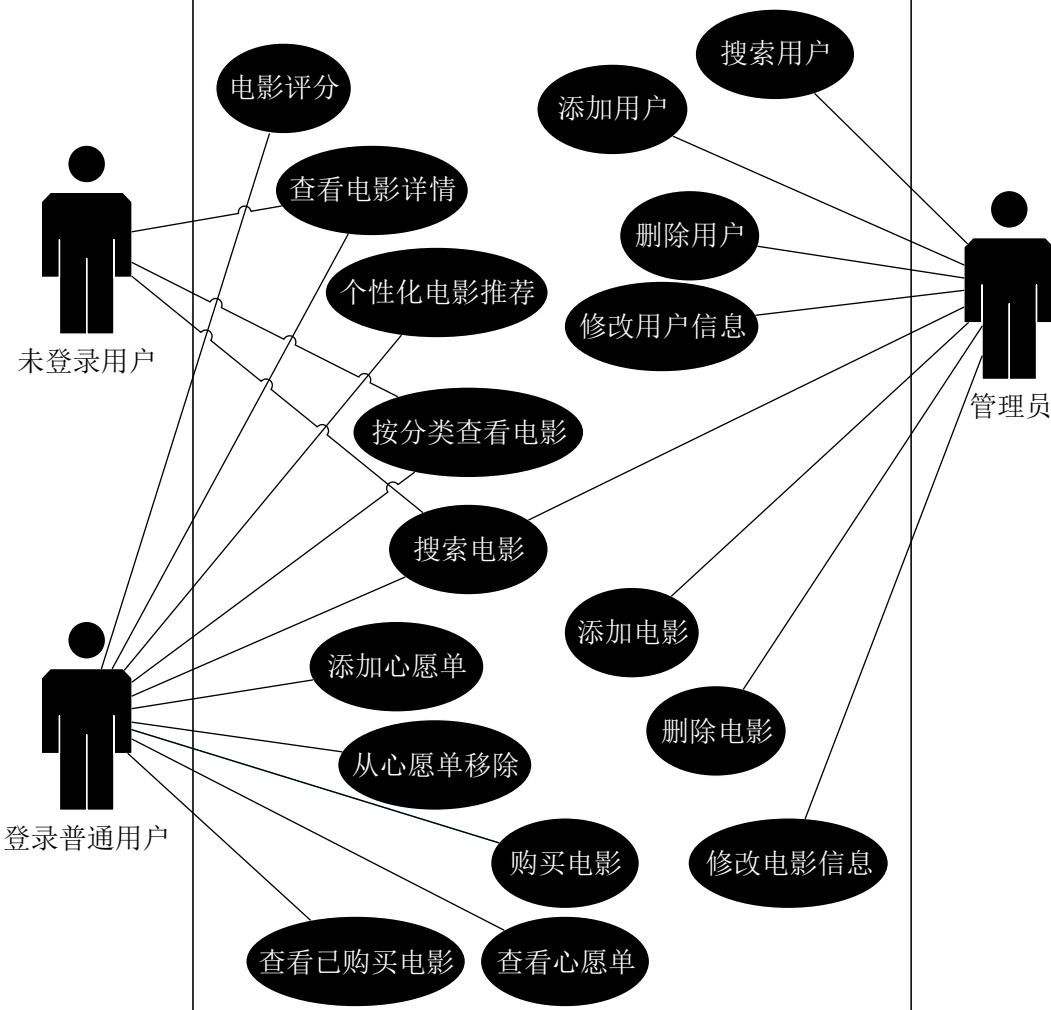 搜索用户
电影评分
添加用户
查看电影详情
删除用户
个性化电影推荐
修改用户信息
未登录用户
管理员
按分类查看电影
搜索电影
添加电影
添加心愿单
删除电影
从心愿单移除
登录普通用户
购买电影
修改电影信息
查看已购买电影
查看心愿单